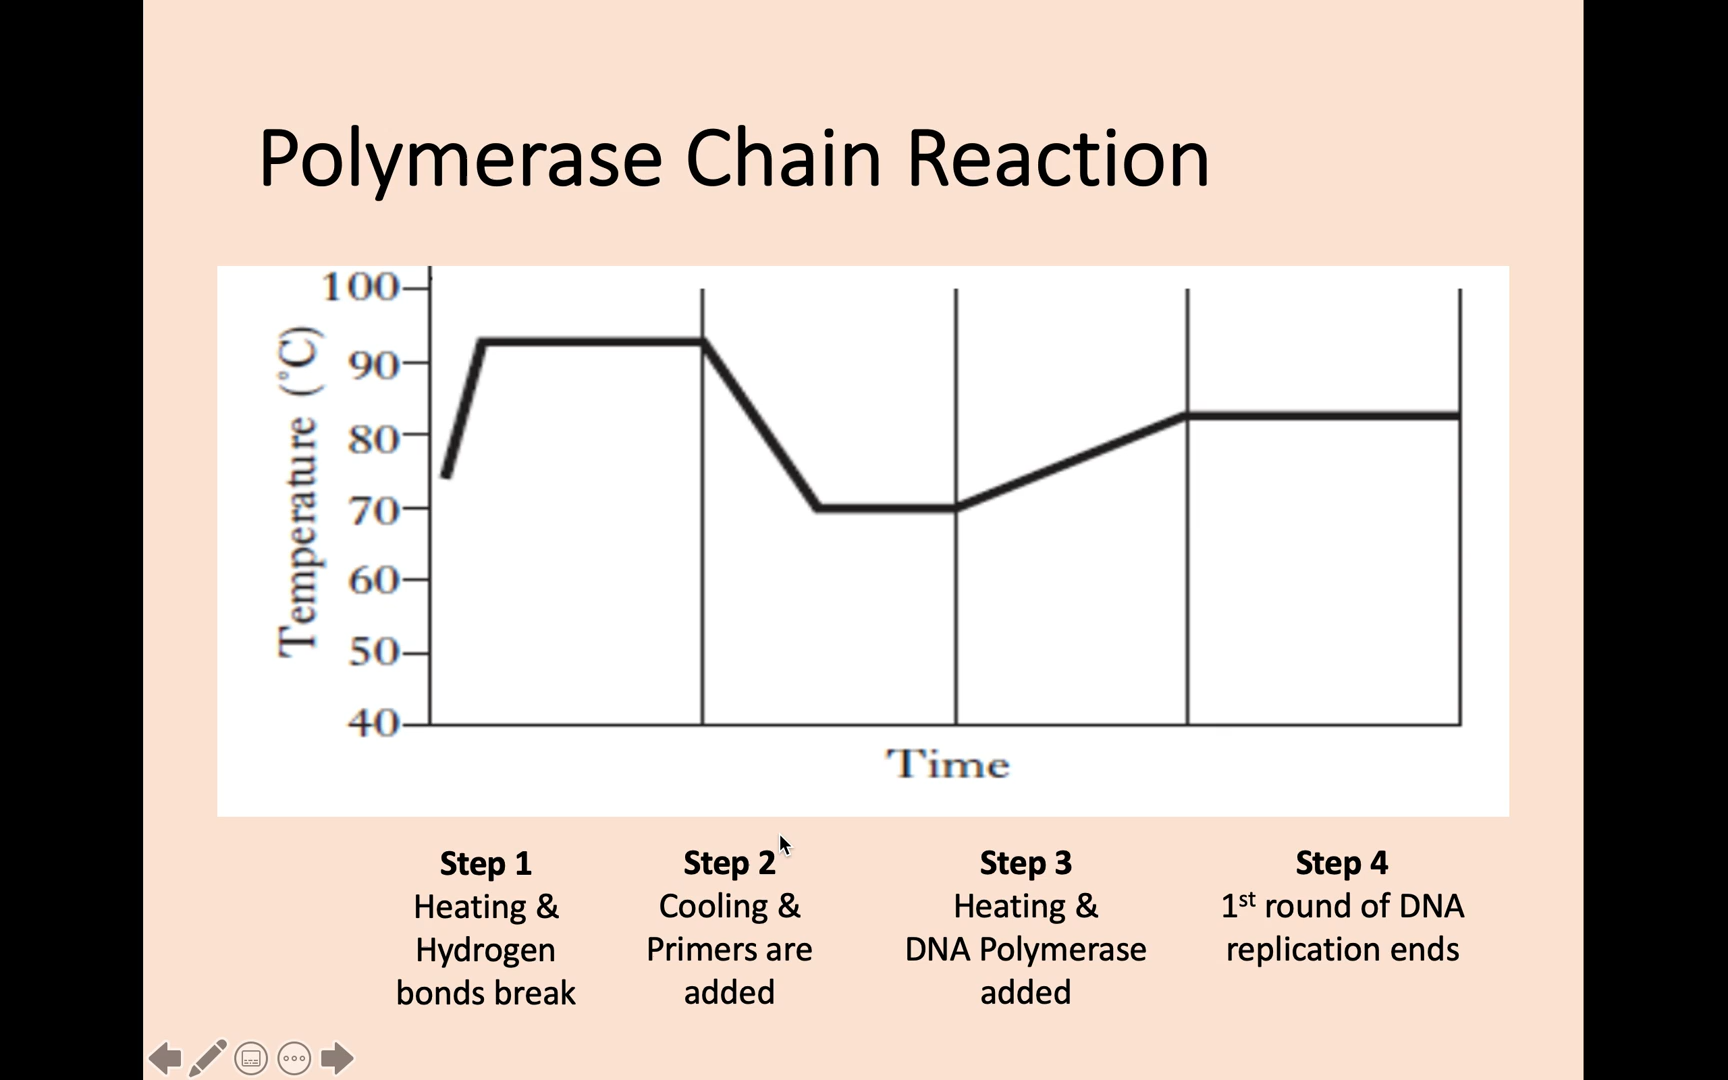 Polymerase Chain Reaction
Temperature (°C)
100
90
80
70
60
50
40
Time
Step 1
Heating &
Hydrogen
bonds break
Step 2
Cooling &
Primers are
added
Step 3
Heating &
DNA Polymerase
added
Step 4
1st round of DNA
replication ends